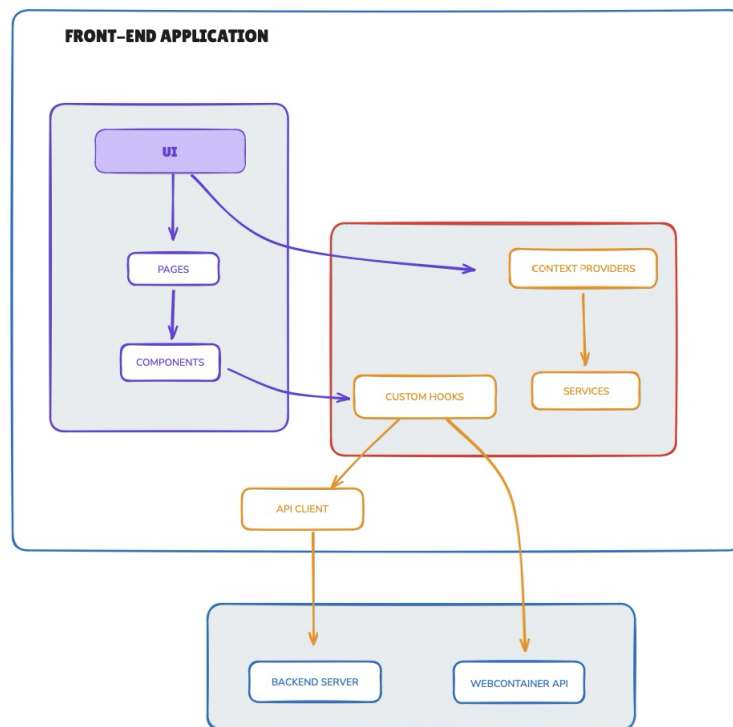 FRONT-END APPLICATION
UI
PAGES
CONTEXT PROVIDERS
COMPONENTS
CUSTOM HOOKS
SERVICES
API CLIENT
BACKEND SERVER
WEBCONTAINER API